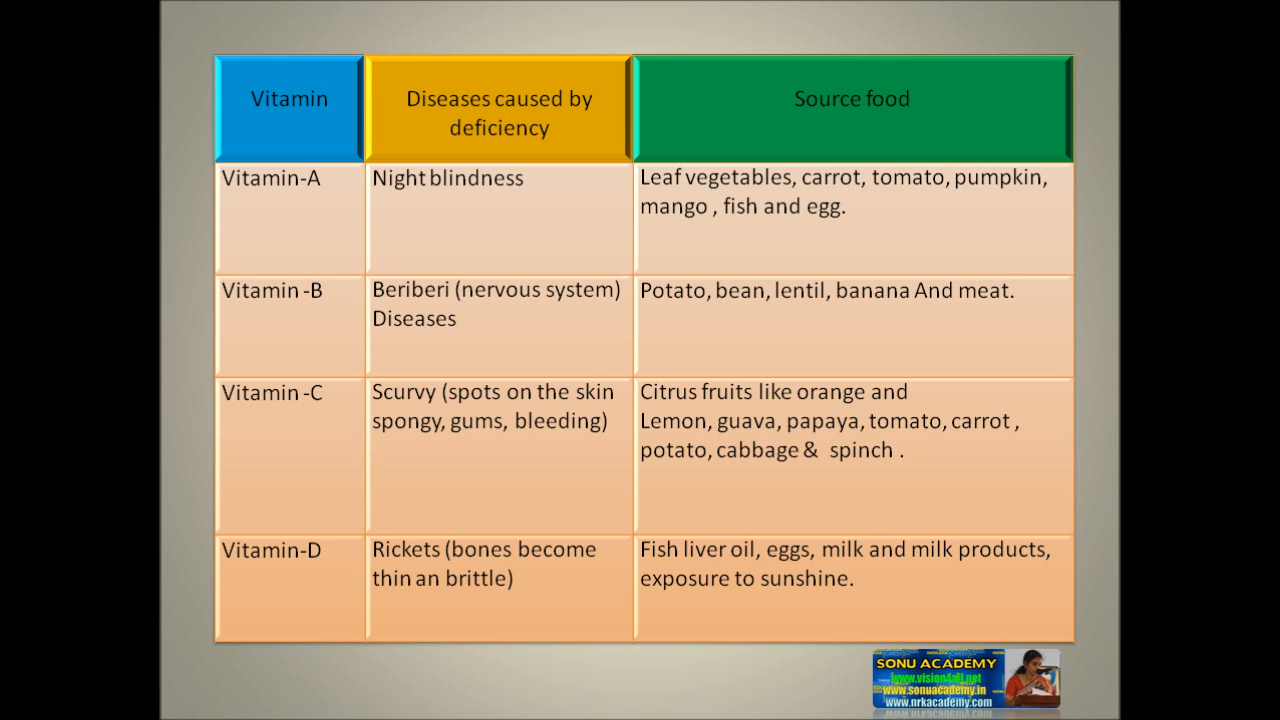 Vitamin
Diseases caused by
deficiency
Source food
Vitamin-A
Night blindness
Leaf vegetables, carrot, tomato, pumpkin,
mango , fish and egg.
Vitamin -B
Beriberi (nervous system)
Diseases
Potato, bean, lentil, banana And meat.
Vitamin -C
Scurvy (spots on the skin
spongy, gums, bleeding)
Citrus fruits like orange and
Lemon, guava, papaya, tomato, carrot ,
potato, cabbage & spinch .
Vitamin-D
Rickets (bones become
thin an brittle)
Fish liver oil, eggs, milk and milk products,
exposure to sunshine.
SONU ACADEMY
www.vision4all.net
www.sonuacademy.in
www.nrkacademy.com